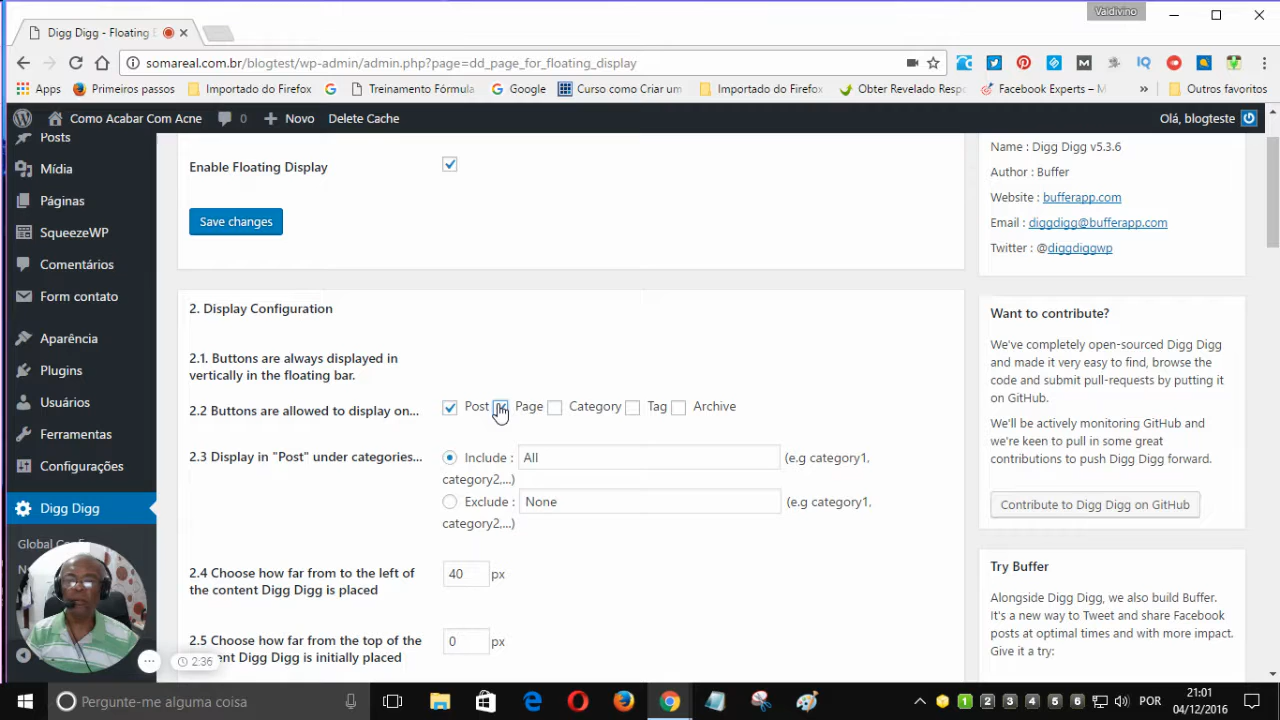 Valdivino
Digg Digg - Floating
somareal.com.br/blogtest/wp-admin/admin.php?page=dd_page_for_floating_display
Apps Primeiros passos Importado do Firefox Treinamento Fórmula Google Curso como Criar um Importado do Firefox Obter Revelado Resp Facebook Experts – M » Outros favoritos
Como Acabar Com Acne 0 Novo Delete Cache Olá, blogteste
Posts
Mídia
Páginas
SqueezeWP
Comentários
Form contato
Aparência
Plugins
Usuários
Ferramentas
Configurações
Digg Digg
Global
2:36
Enable Floating Display
Save changes
2. Display Configuration
2.1. Buttons are always displayed in
vertically in the floating bar.
2.2 Buttons are allowed to display on... Post Page Category Tag Archive
2.3 Display in "Post" under categories... Include : All (e.g category1,
category2,...)
Exclude : None (e.g category1,
category2,...)
2.4 Choose how far from to the left of
the content Digg Digg is placed
40 px
2.5 Choose how far from the top of the
content Digg Digg is initially placed
0 px
Name : Digg Digg v5.3.6
Author : Buffer
Website : bufferapp.com
Email : diggdigg@bufferapp.com
Twitter : @diggdiggwp
Want to contribute?
We've completely open-sourced Digg Digg
and made it very easy to find, browse the
code and submit pull-requests by putting it
on GitHub.
We'll be actively monitoring GitHub and
we're keen to pull in some great
contributions to push Digg Digg forward.
Contribute to Digg Digg on GitHub
Try Buffer
Alongside Digg Digg, we also build Buffer.
It's a new way to Tweet and share Facebook
posts at optimal times and with more impact.
Give it a try:
Pergunte-me alguma coisa
1 2 3 4 5 6 POR
21:01
04/12/2016